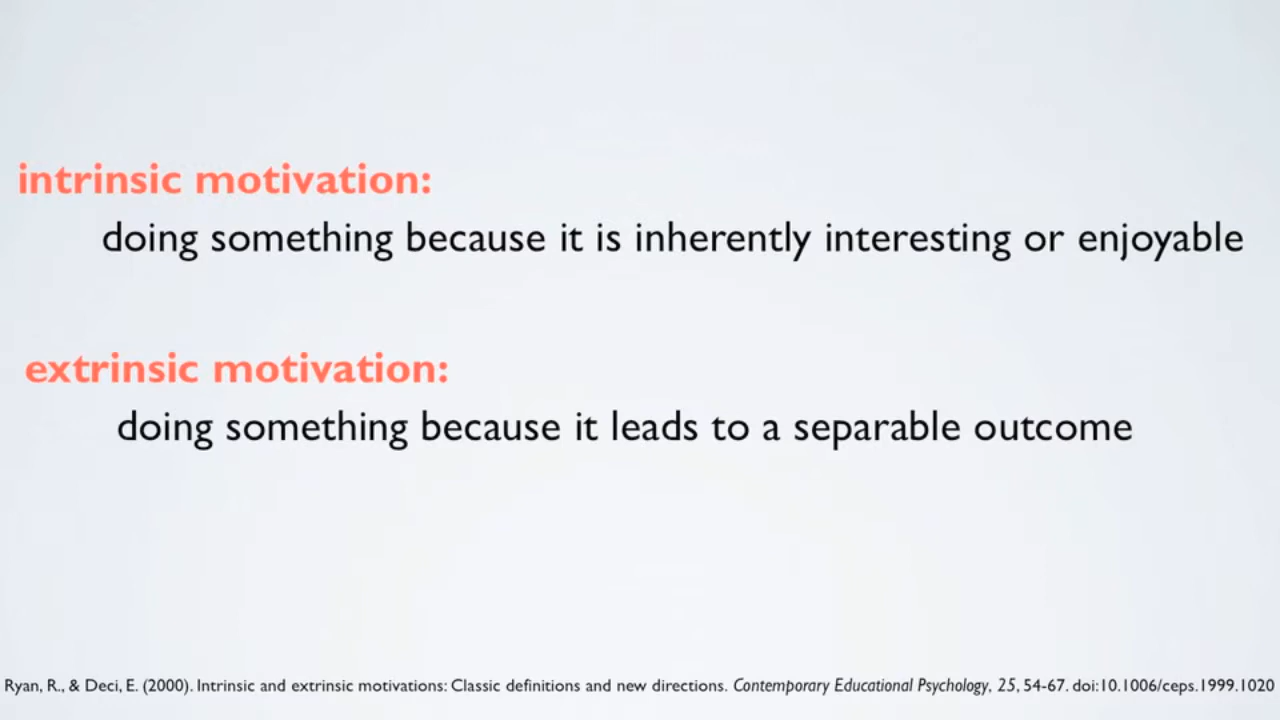 intrinsic motivation:
doing something because it is inherently interesting or enjoyable
extrinsic motivation:
doing something because it leads to a separable outcome
Ryan, R., & Deci, E. (2000). Intrinsic and extrinsic motivations: Classic definitions and new directions. Contemporary Educational Psychology, 25, 54-67. doi:10.1006/ceps.1999.1020